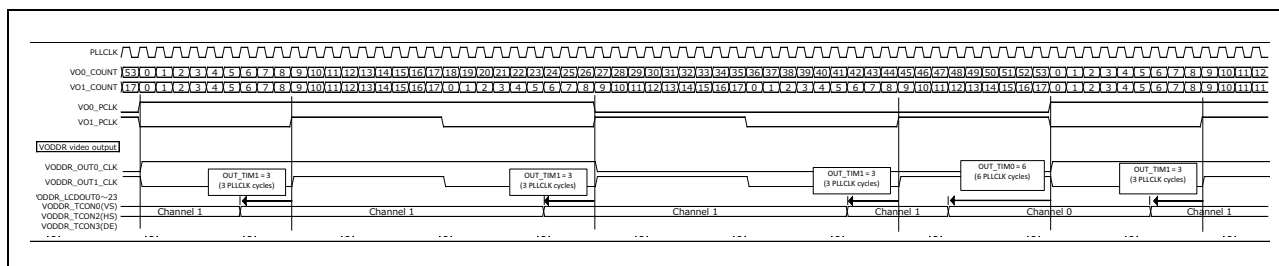 PLLCLK
VO0_COUNT 53 0 1 2 3 4 5 6 7 8 9 10 11 12 13 14 15 16 17 18 19 20 21 22 23 24 25 26 27 28 29 30 31 32 33 34 35 36 37 38 39 40 41 42 43 44 45 46 47 48 49 50 51 52 53 0 1 2 3 4 5 6 7 8 9 10 11 12
VO1_COUNT 17 0 1 2 3 4 5 6 7 8 9 10 11 12 13 14 15 16 17 0 1 2 3 4 5 6 7 8 9 10 11 12 13 14 15 16 17 0 1 2 3 4 5 6 7 8 9 10 11 12 13 14 15 16 17 0 1 2 3 4 5 6 7 8 9 10 11 11
VO0_PCLK
VO1_PCLK
VODDR video output
VODDR_OUT0_CLK
VODDR_OUT1_CLK
OUT_TIM1 = 3
(3 PLLCLK cycles)
OUT_TIM1 = 3
(3 PLLCLK cycles)
OUT_TIM1 = 3
(3 PLLCLK cycles)
OUT_TIM0 = 6
(6 PLLCLK cycles)
OUT_TIM1 = 3
(3 PLLCLK cycles)
VODDR_LCDOUT0～23
VODDR_TCON0(VS)
VODDR_TCON2(HS)
VODDR_TCON3(DE)
Channel 1 Channel 1 Channel 1 Channel 1 Channel 0 Channel 1